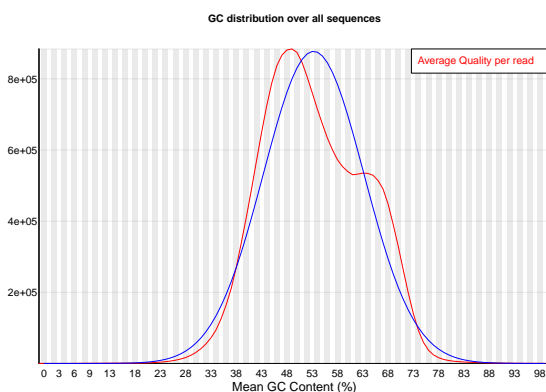 GC distribution over all sequences
Average Quality per read
8e+05
6e+05
4e+05
2e+05
0 3 6 9 13 18 23 28 33 38 43 48 53 58 63 68 73 78 83 88 93 98
Mean GC Content (%)